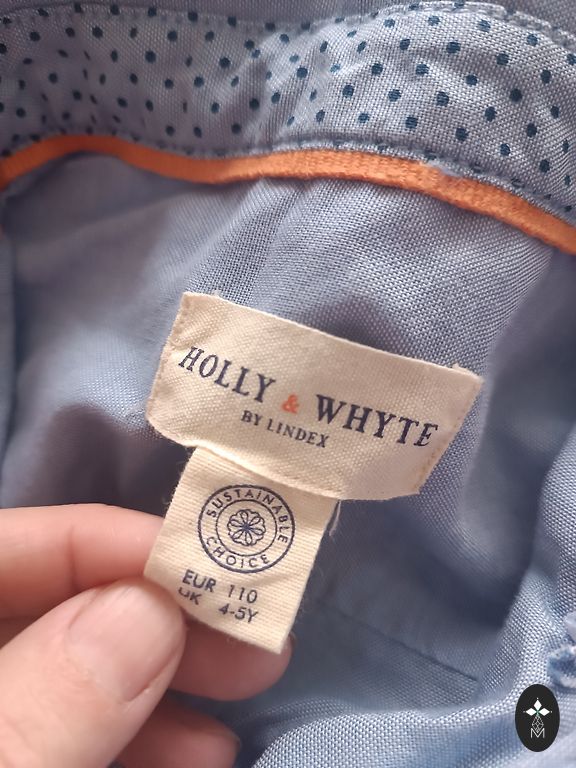 HOLLY & WHYTE
BY LINDEX
SUSTAINABLE
CHOICE
EUR 110
UK 4-5Y
M